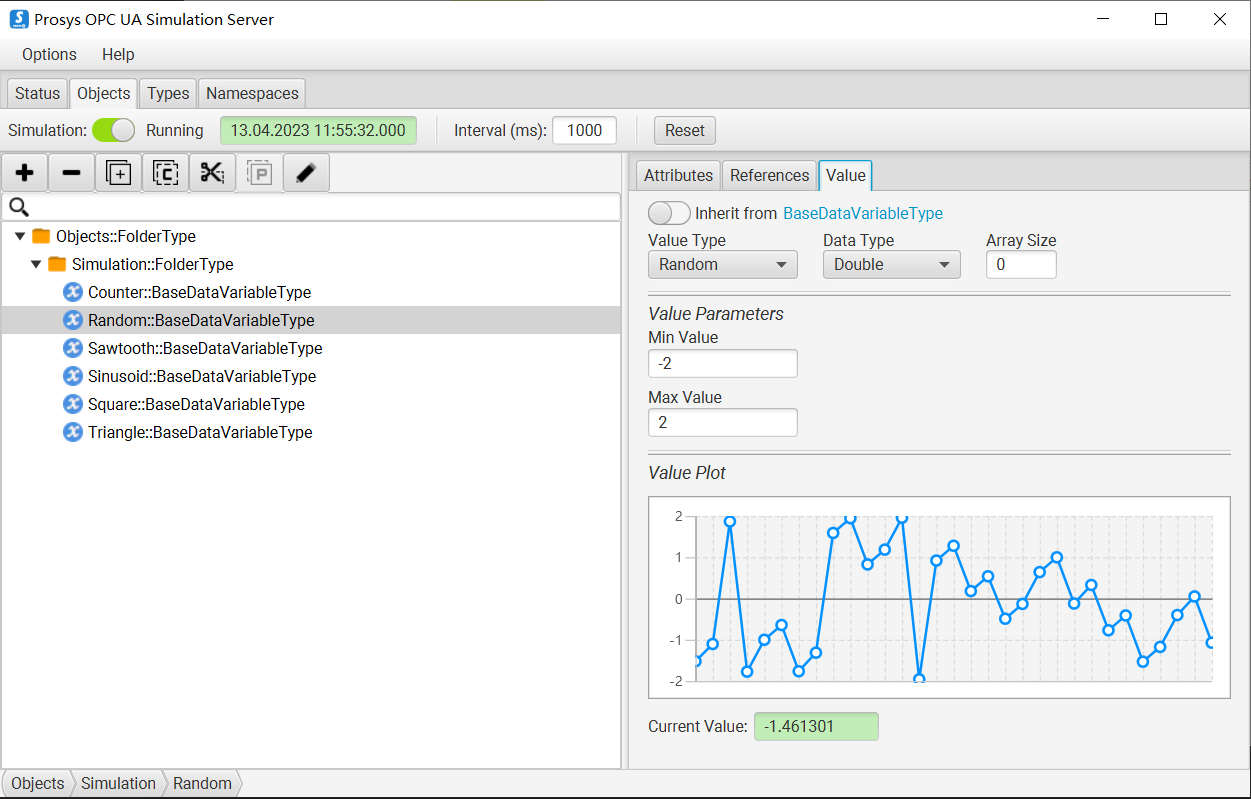 Prosys OPC UA Simulation Server
Options Help
Status Objects Types Namespaces
Simulation: Running 13.04.2023 11:55:32.000 Interval (ms): 1000 Reset
Objects::FolderType
Simulation::FolderType
Counter::BaseDataVariableType
Random::BaseDataVariableType
Sawtooth::BaseDataVariableType
Sinusoid::BaseDataVariableType
Square::BaseDataVariableType
Triangle::BaseDataVariableType
Attributes References Value
Inherit from BaseDataVariableType
Value Type Data Type Array Size
Random Double 0
Value Parameters
Min Value
-2
Max Value
2
Value Plot
2
1
0
-1
-2
Current Value: -1.461301
Objects Simulation Random